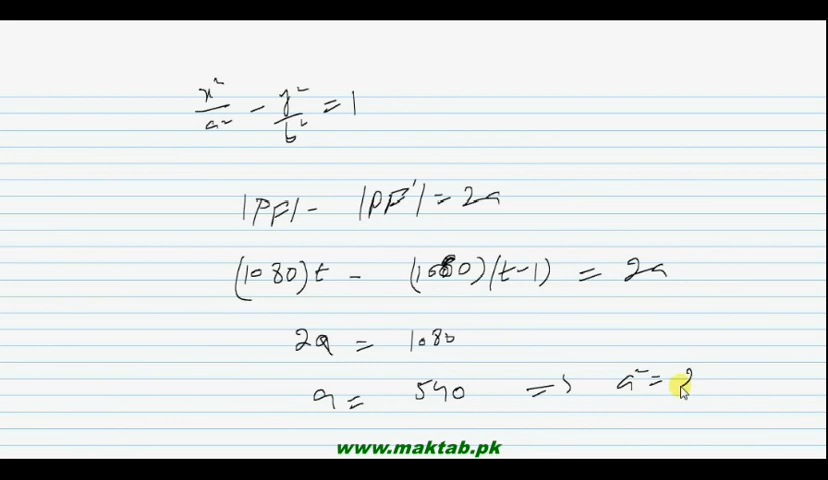 x²/a² - y²/b² = 1
|PF| - |PF'| = 2a
(1080)t - (1080)(t-1) = 2a
2a = 1080
a = 540 => a² = 2
www.maktab.pk